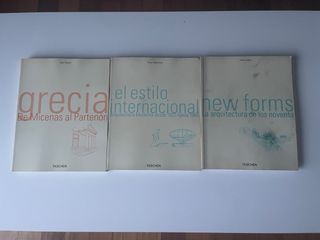 grecia
De Micenas al Partenón
TASCHEN
el estilo
internacional
TASCHEN
new forms
la arquitectura de los noventa
TASCHEN